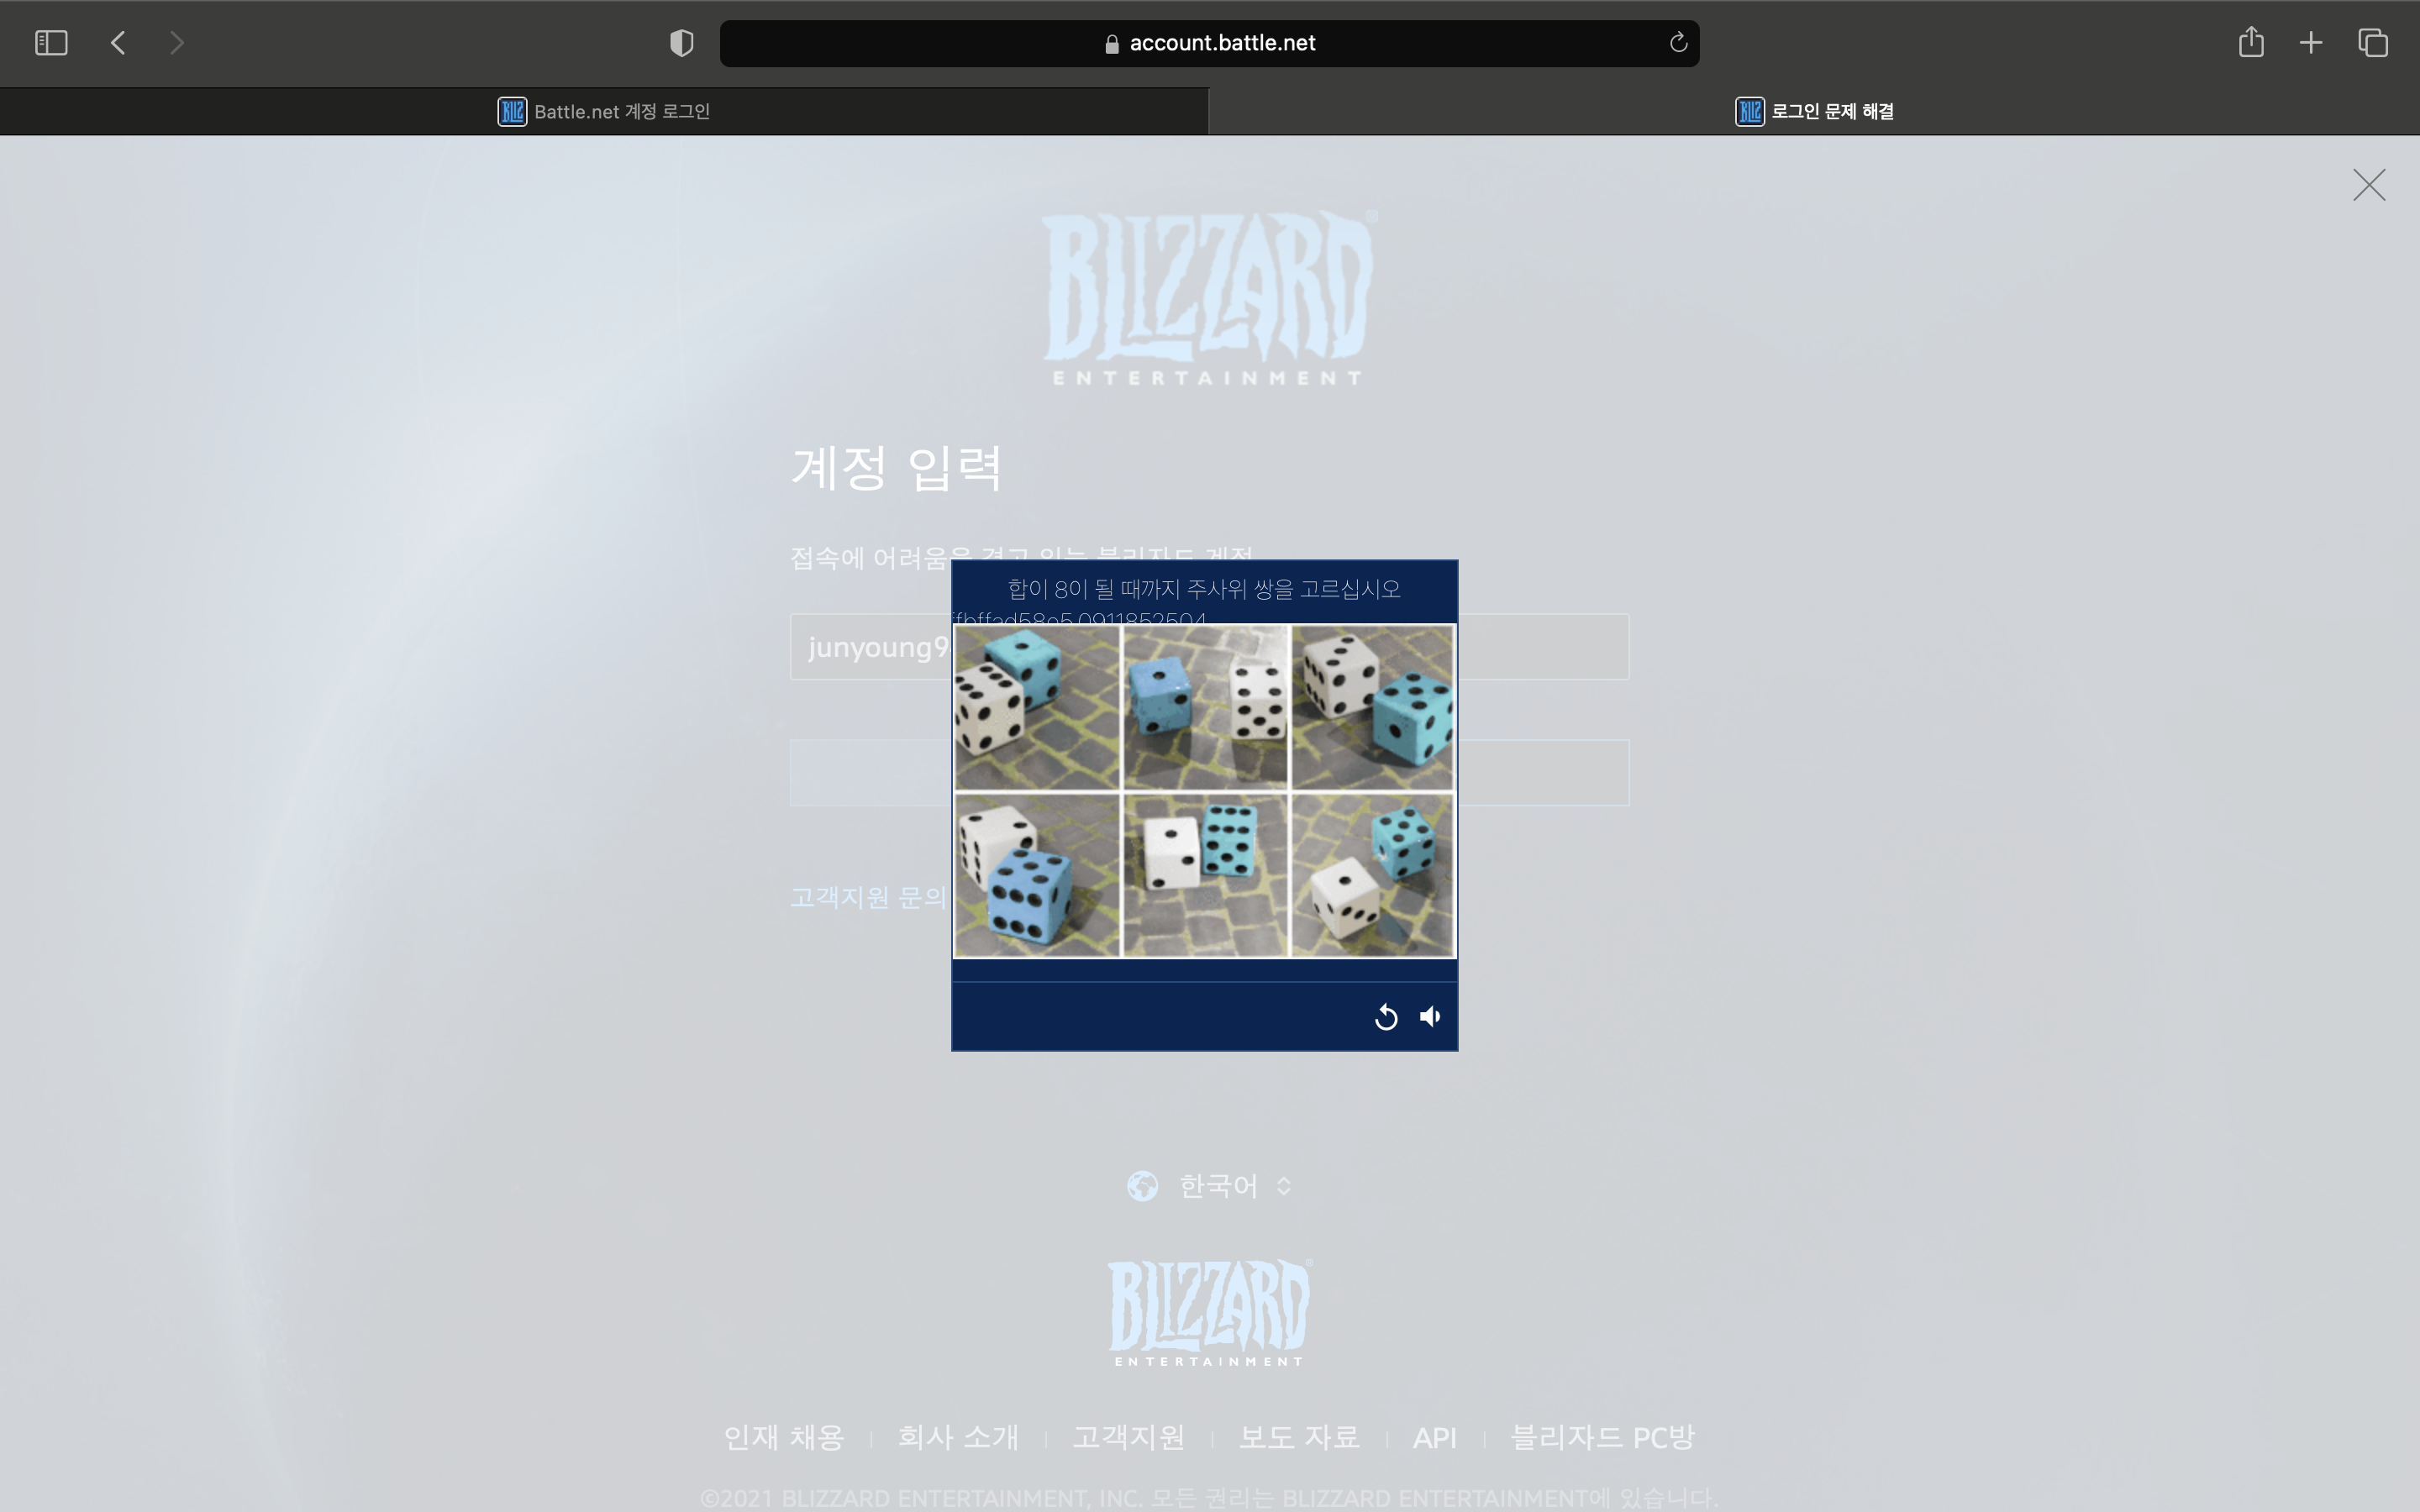 account.battle.net
Battle.net 계정 로그인
로그인 문제 해결
BLIZZARD
ENTERTAINMENT
계정 입력
접속에 어려움을 겪고 있는 블리자드 계정
합이 8이 될 때까지 주사위 쌍을 고르십시오
junyoung9
고객지원 문의
한국어
BLIZZARD
ENTERTAINMENT
인재 채용 | 회사 소개 | 고객지원 | 보도 자료 | API | 블리자드 PC방
©2021 BLIZZARD ENTERTAINMENT, INC. 모든 권리는 BLIZZARD ENTERTAINMENT에 있습니다.